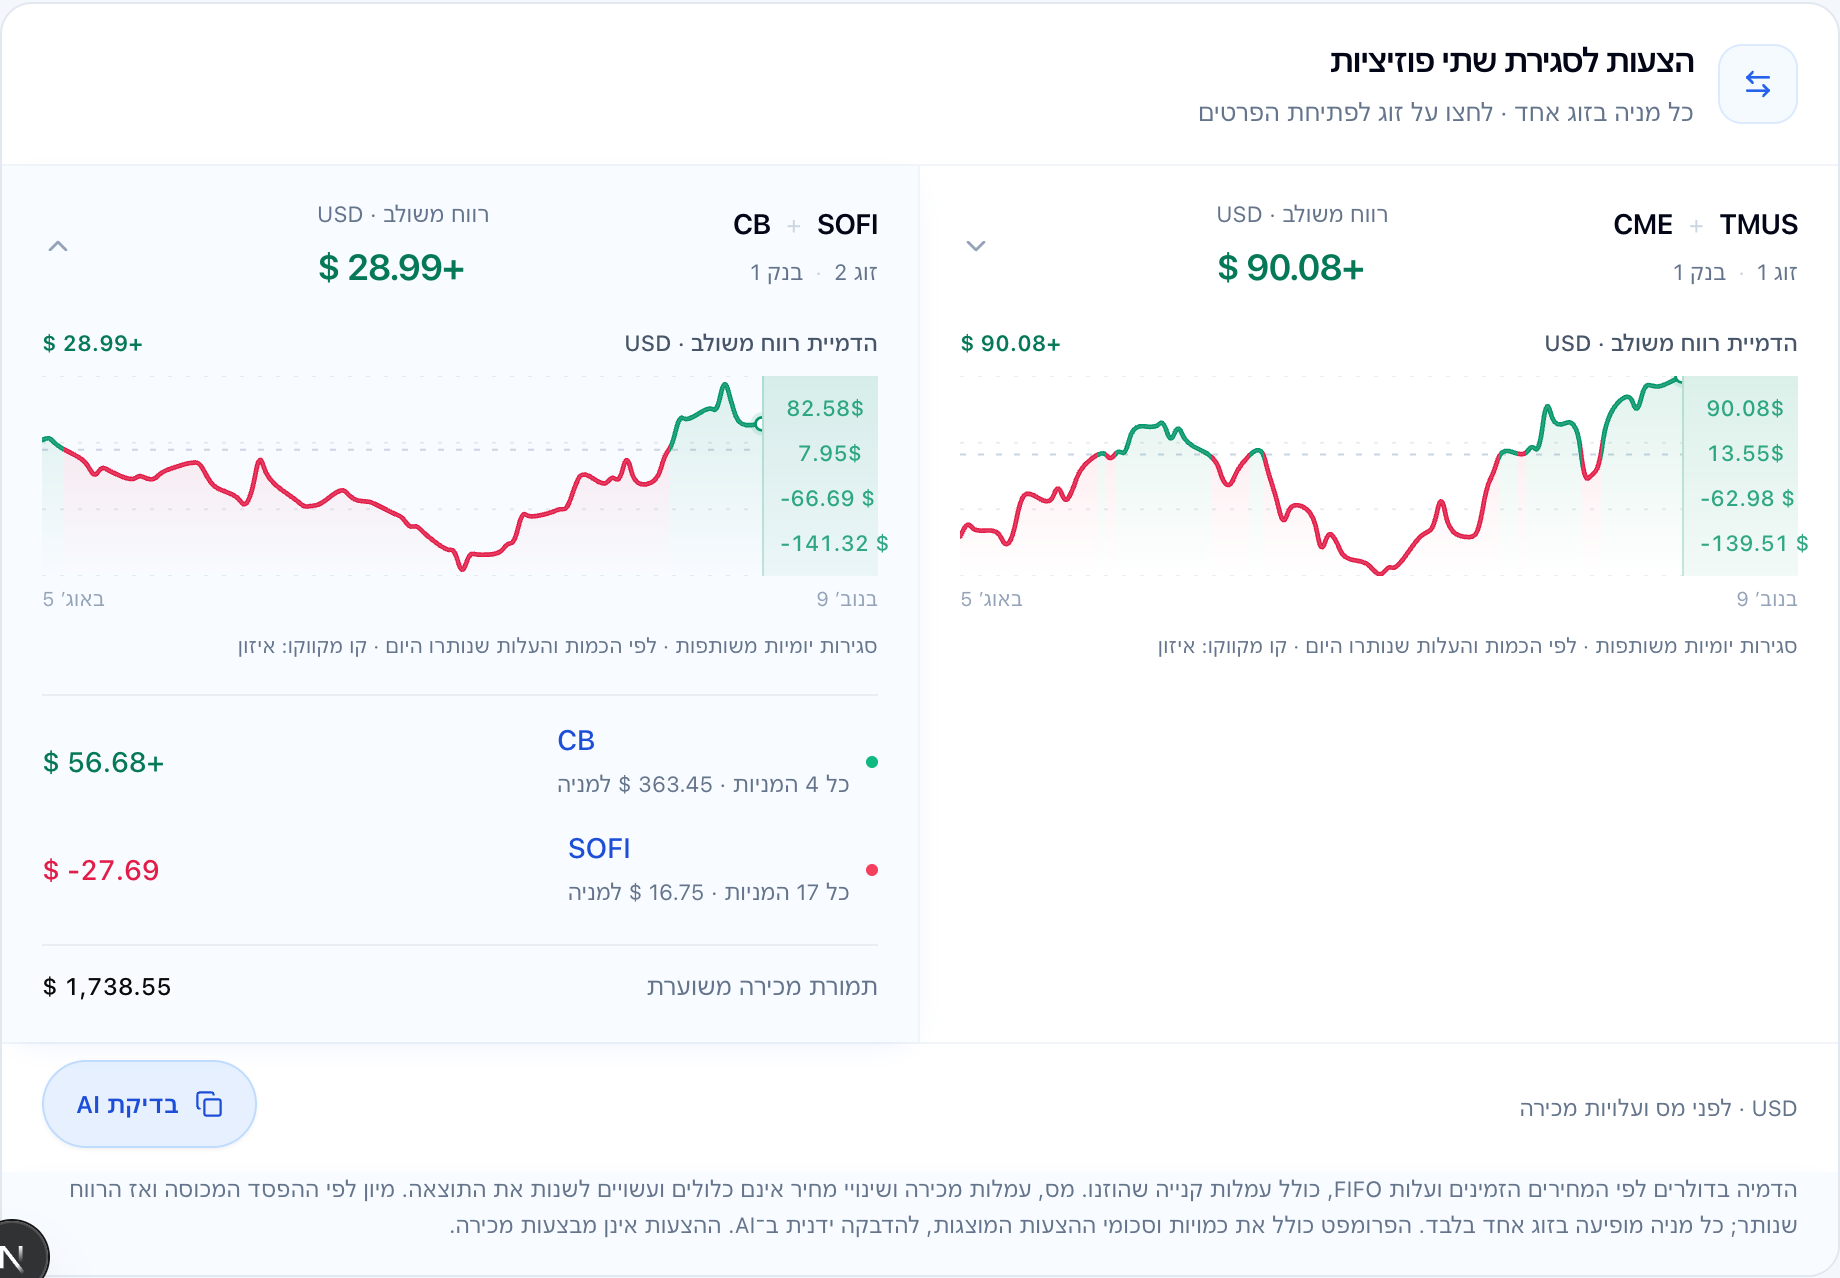 הצעות לסגירת שתי פוזיציות
כל מניה בזוג אחד · לחצו על זוג לפתיחת הפרטים
TMUS + CME
זוג 1 · בנק 1
רווח משולב · USD
$ 90.08+
הדמיית רווח משולב · USD
$ 90.08+
90.08$
13.55$
-62.98 $
-139.51 $
5 באוג׳
9 בנוב׳
סגירות יומיות משותפות · לפי הכמות והעלות שנותרו היום · קו מקווקו: איזון
SOFI + CB
זוג 2 · בנק 1
רווח משולב · USD
$ 28.99+
הדמיית רווח משולב · USD
$ 28.99+
82.58$
7.95$
-66.69 $
-141.32 $
5 באוג׳
9 בנוב׳
סגירות יומיות משותפות · לפי הכמות והעלות שנותרו היום · קו מקווקו: איזון
CB
כל 4 המניות · 363.45 $ למניה
$ 56.68+
SOFI
כל 17 המניות · 16.75 $ למניה
$ -27.69
תמורת מכירה משוערת
$ 1,738.55
USD · לפני מס ועלויות מכירה
בדיקת AI
הדמיה בדולרים לפי המחירים הזמינים ועלות FIFO, כולל עמלות קנייה שהוזנו. מס, עמלות מכירה ושינויי מחיר אינם כלולים ועשויים לשנות את התוצאה. מיון לפי ההפסד המכוסה ואז הרווח
שנותר; כל מניה מופיעה בזוג אחד בלבד. הפרומפט כולל את כמויות וסכומי ההצעות המוצגות, להדבקה ידנית ב־AI. ההצעות אינן מבצעות מכירה.
N